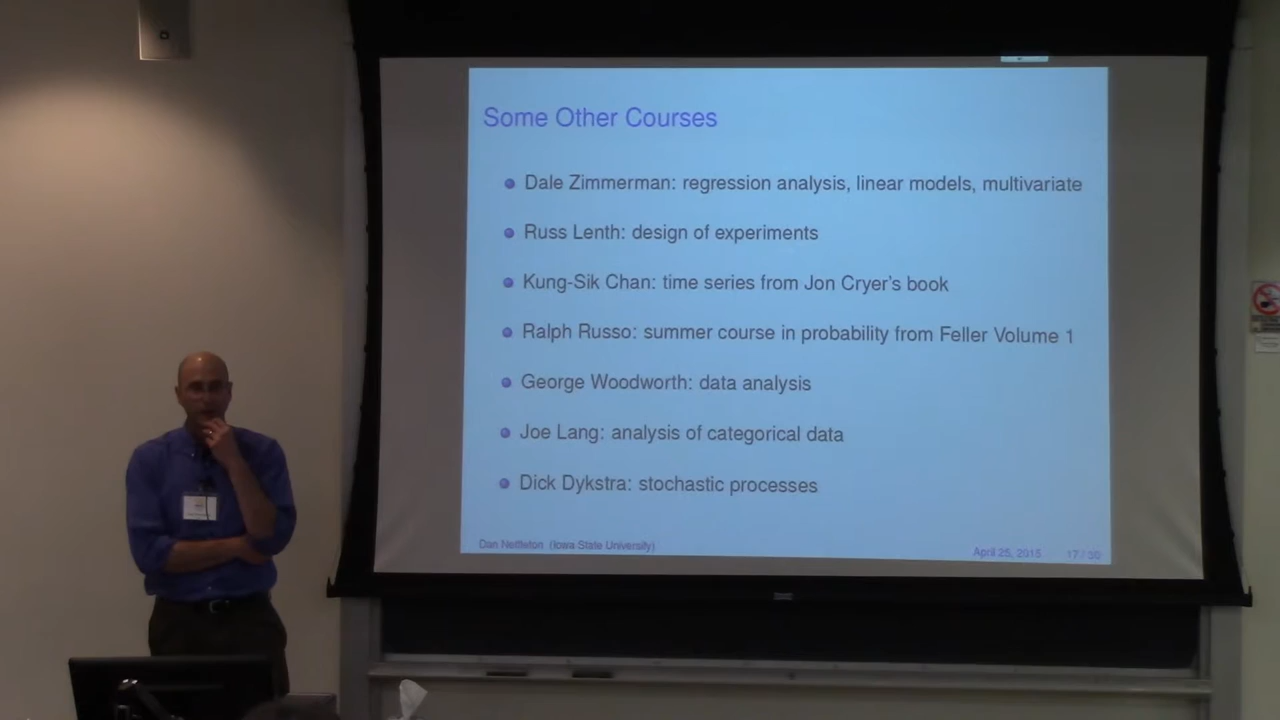 Some Other Courses
Dale Zimmerman: regression analysis, linear models, multivariate
Russ Lenth: design of experiments
Kung-Sik Chan: time series from Jon Cryer's book
Ralph Russo: summer course in probability from Feller Volume 1
George Woodworth: data analysis
Joe Lang: analysis of categorical data
Dick Dykstra: stochastic processes
Dan Nettleton (Iowa State University)
April 25, 2015 17 / 30